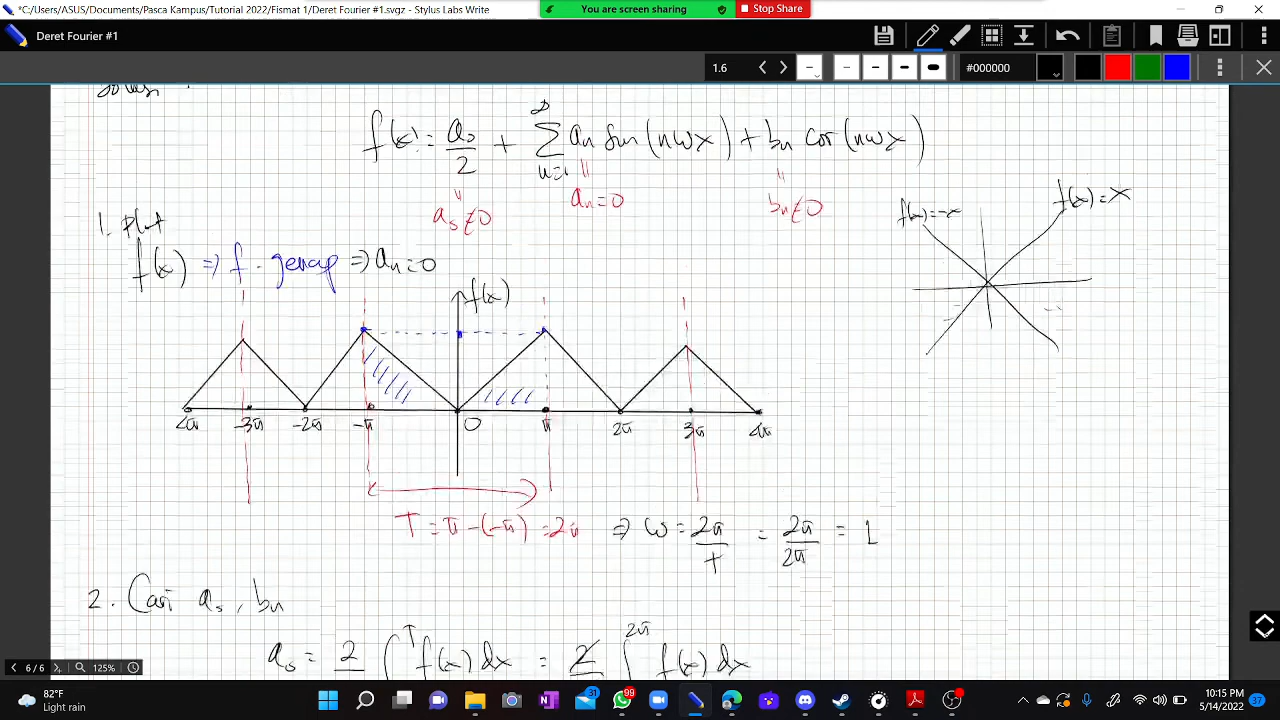 *C:/Users/ASUS/Documents/Pasca Kampus/Tutorial 2022/Fismat 1/Deret Fourier #1.svgz - Stylus Labs Write
You are screen sharing
Stop Share
Deret Fourier #1
1.6
#000000
f(x) = a₀/2 + ∑ₙ₌₁^∞ aₙ sin(nωx) + bₙ cos(nωx)
a₀≠0
aₙ=0
bₙ≠0
f(x)=-x
f(x)=x
1. Plot
f(x) ⇒ f - genap ⇒ aₙ=0
f(x)
4π -3π -2π -π 0 π 2π 3π 4π
T = π-(-π) = 2π ⇒ ω = 2π/T = 2π/2π = 1
2. Cari a₀, bₙ
a₀ = 2 ∫^T f(x) dx = 2 ∫^2π f(x) dx
6/6
125%
82°F
Light rain
31
99
10:15 PM
5/14/2022
37